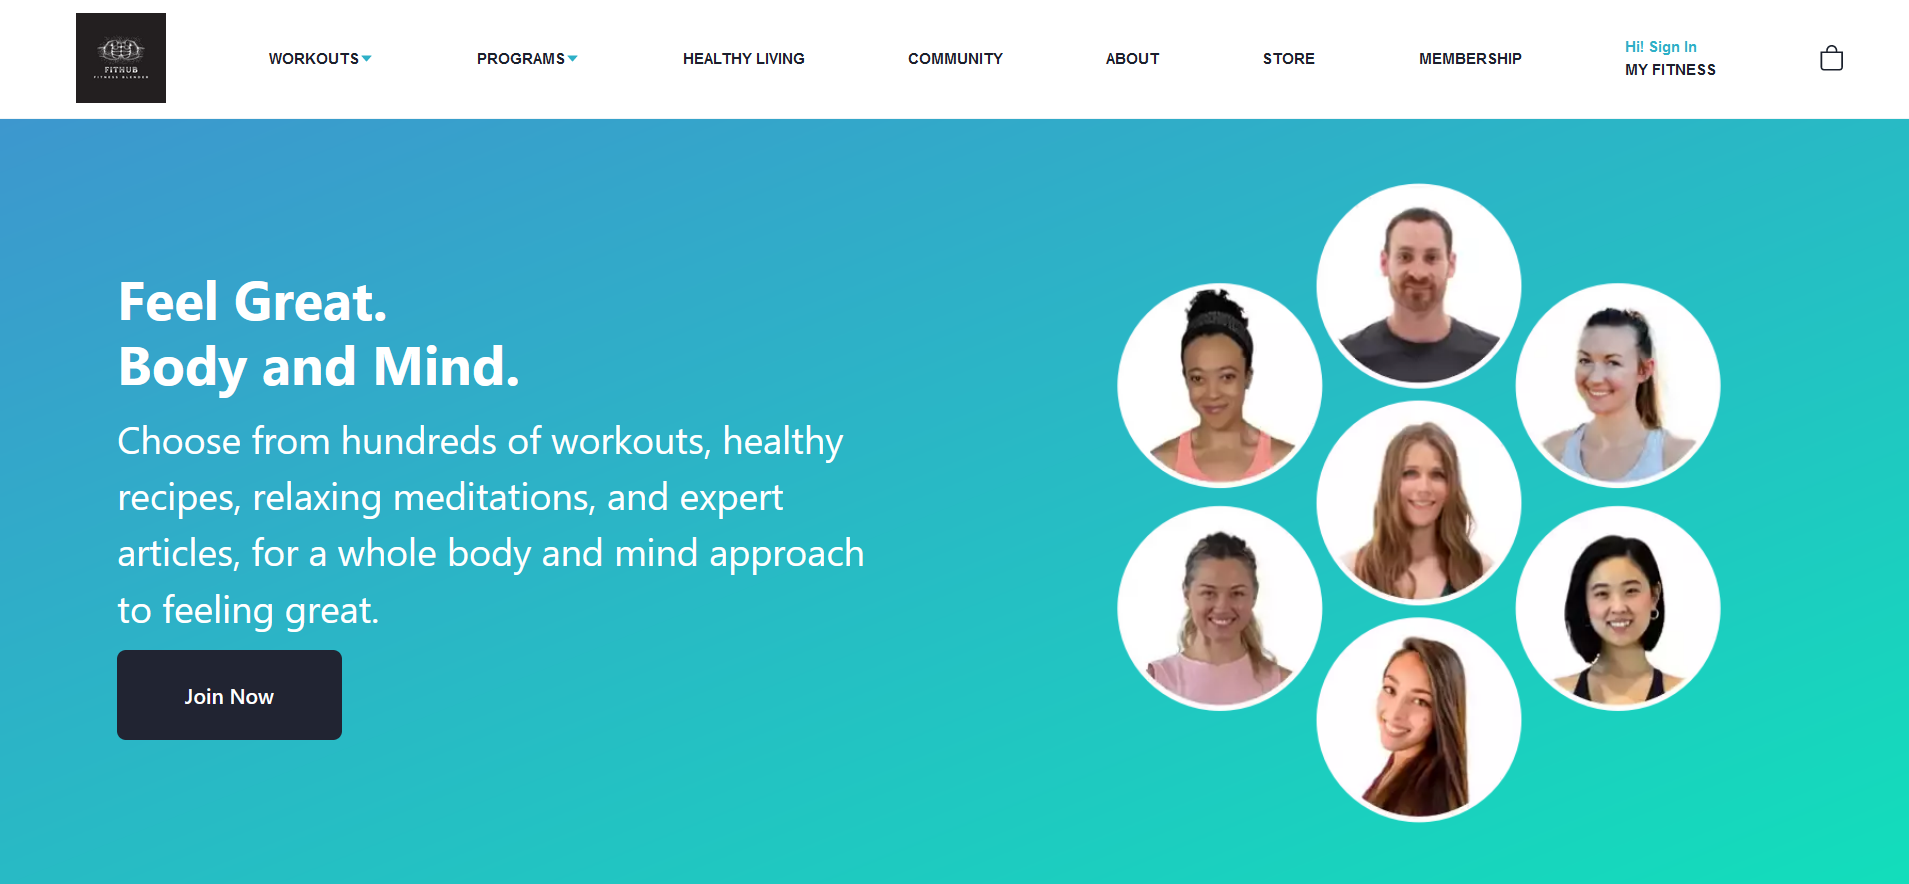 FITHUB
FITNESS BLENDER
WORKOUTS
PROGRAMS
HEALTHY LIVING
COMMUNITY
ABOUT
STORE
MEMBERSHIP
Hi! Sign In
MY FITNESS
Feel Great.
Body and Mind.
Choose from hundreds of workouts, healthy
recipes, relaxing meditations, and expert
articles, for a whole body and mind approach
to feeling great.
Join Now